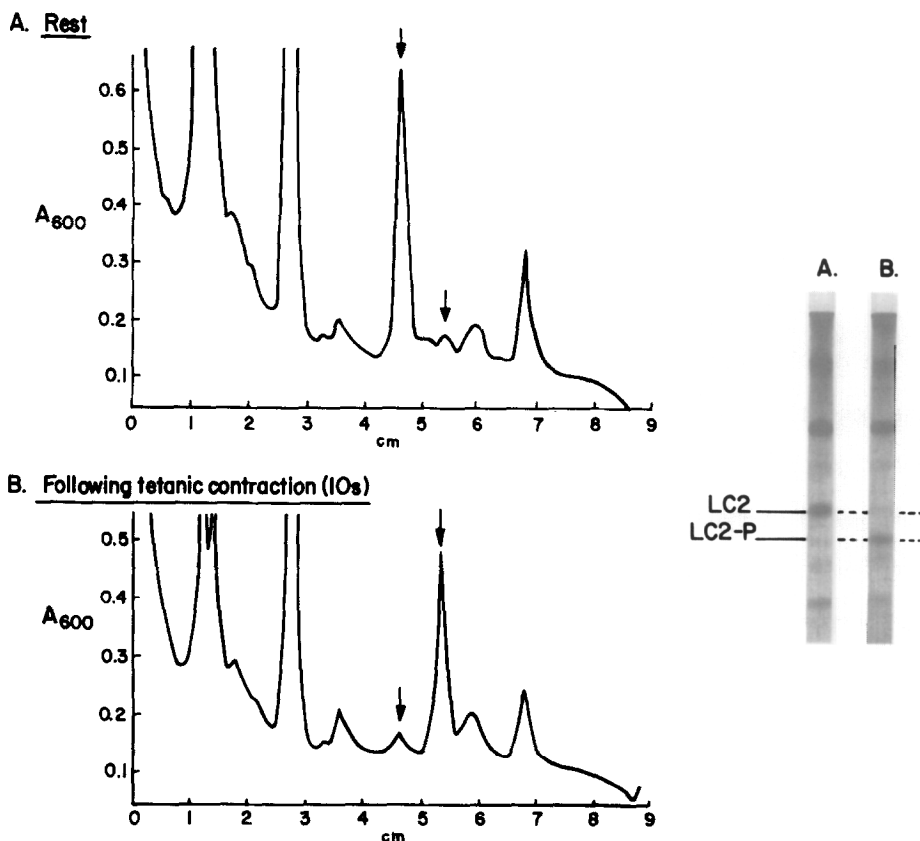 A. Rest
0.6
0.5
0.4
A600
0.3
0.2
0.1
0 1 2 3 4 5 6 7 8 9
cm
B. Following tetanic contraction (10s)
0.5
0.4
A600
0.3
0.2
0.1
0 1 2 3 4 5 6 7 8 9
cm
A. B.
LC2
LC2-P